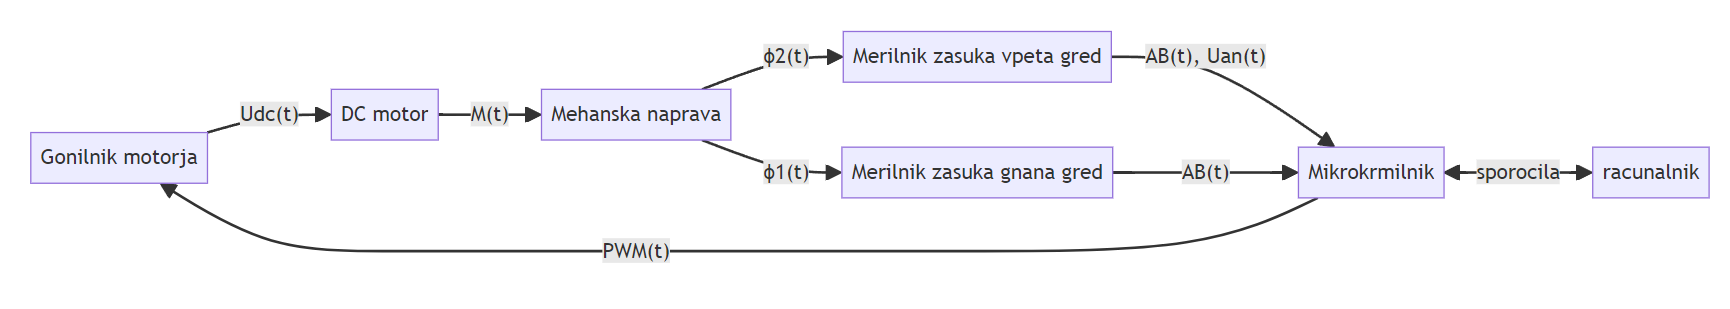 Gonilnik motorja
Udc(t)
DC motor
M(t)
Mehanska naprava
ϕ2(t)
Merilnik zasuka vpeta gred
AB(t), Uan(t)
ϕ1(t)
Merilnik zasuka gnana gred
AB(t)
Mikrokrmilnik
sporocila
racunalnik
PWM(t)